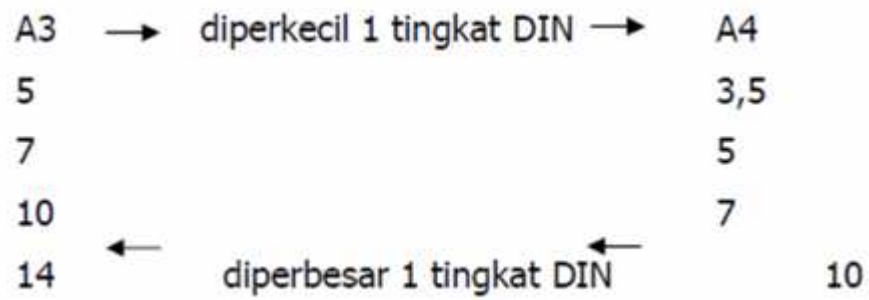 A3 → diperkecil 1 tingkat DIN → A4
5 3,5
7 5
10 7
← ←
14 diperbesar 1 tingkat DIN 10